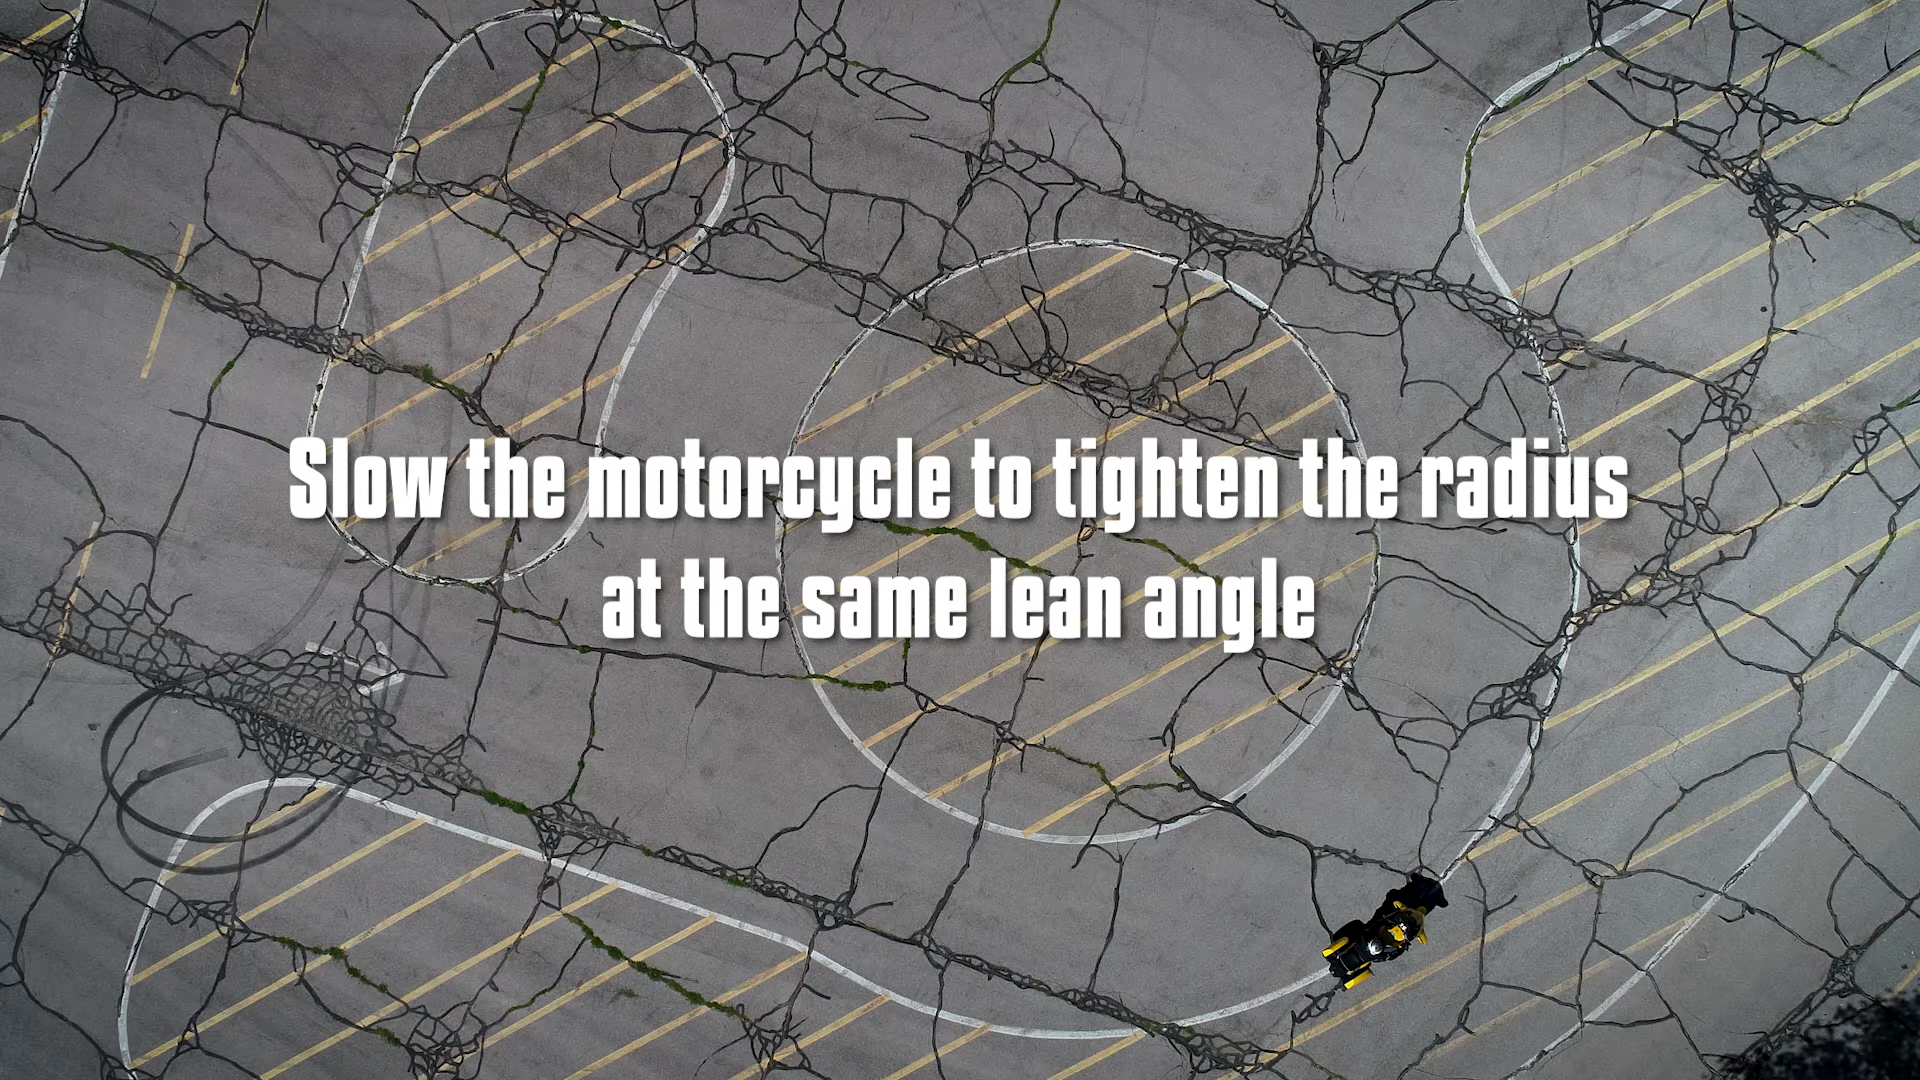 Slow the motorcycle to tighten the radius
at the same lean angle